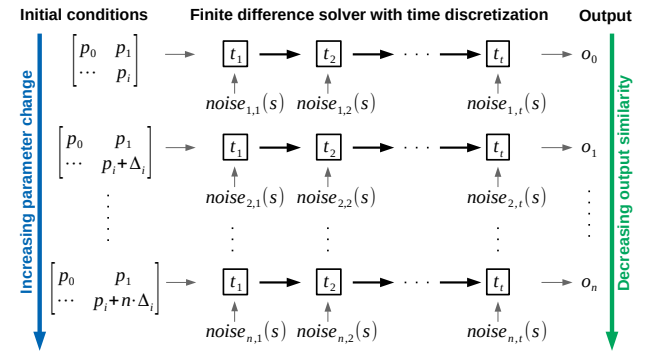 Initial conditions
Finite difference solver with time discretization
Output
Increasing parameter change
Decreasing output similarity
[p₀ p₁
⋯ pᵢ]
t₁ t₂ · · · tₜ o₀
noise₁,₁(s) noise₁,₂(s) noise₁,ₜ(s)
[p₀ p₁
⋯ pᵢ+Δᵢ]
t₁ t₂ · · · tₜ o₁
noise₂,₁(s) noise₂,₂(s) noise₂,ₜ(s)
[p₀ p₁
⋯ pᵢ+n·Δᵢ]
t₁ t₂ · · · tₜ oₙ
noiseₙ,₁(s) noiseₙ,₂(s) noiseₙ,ₜ(s)